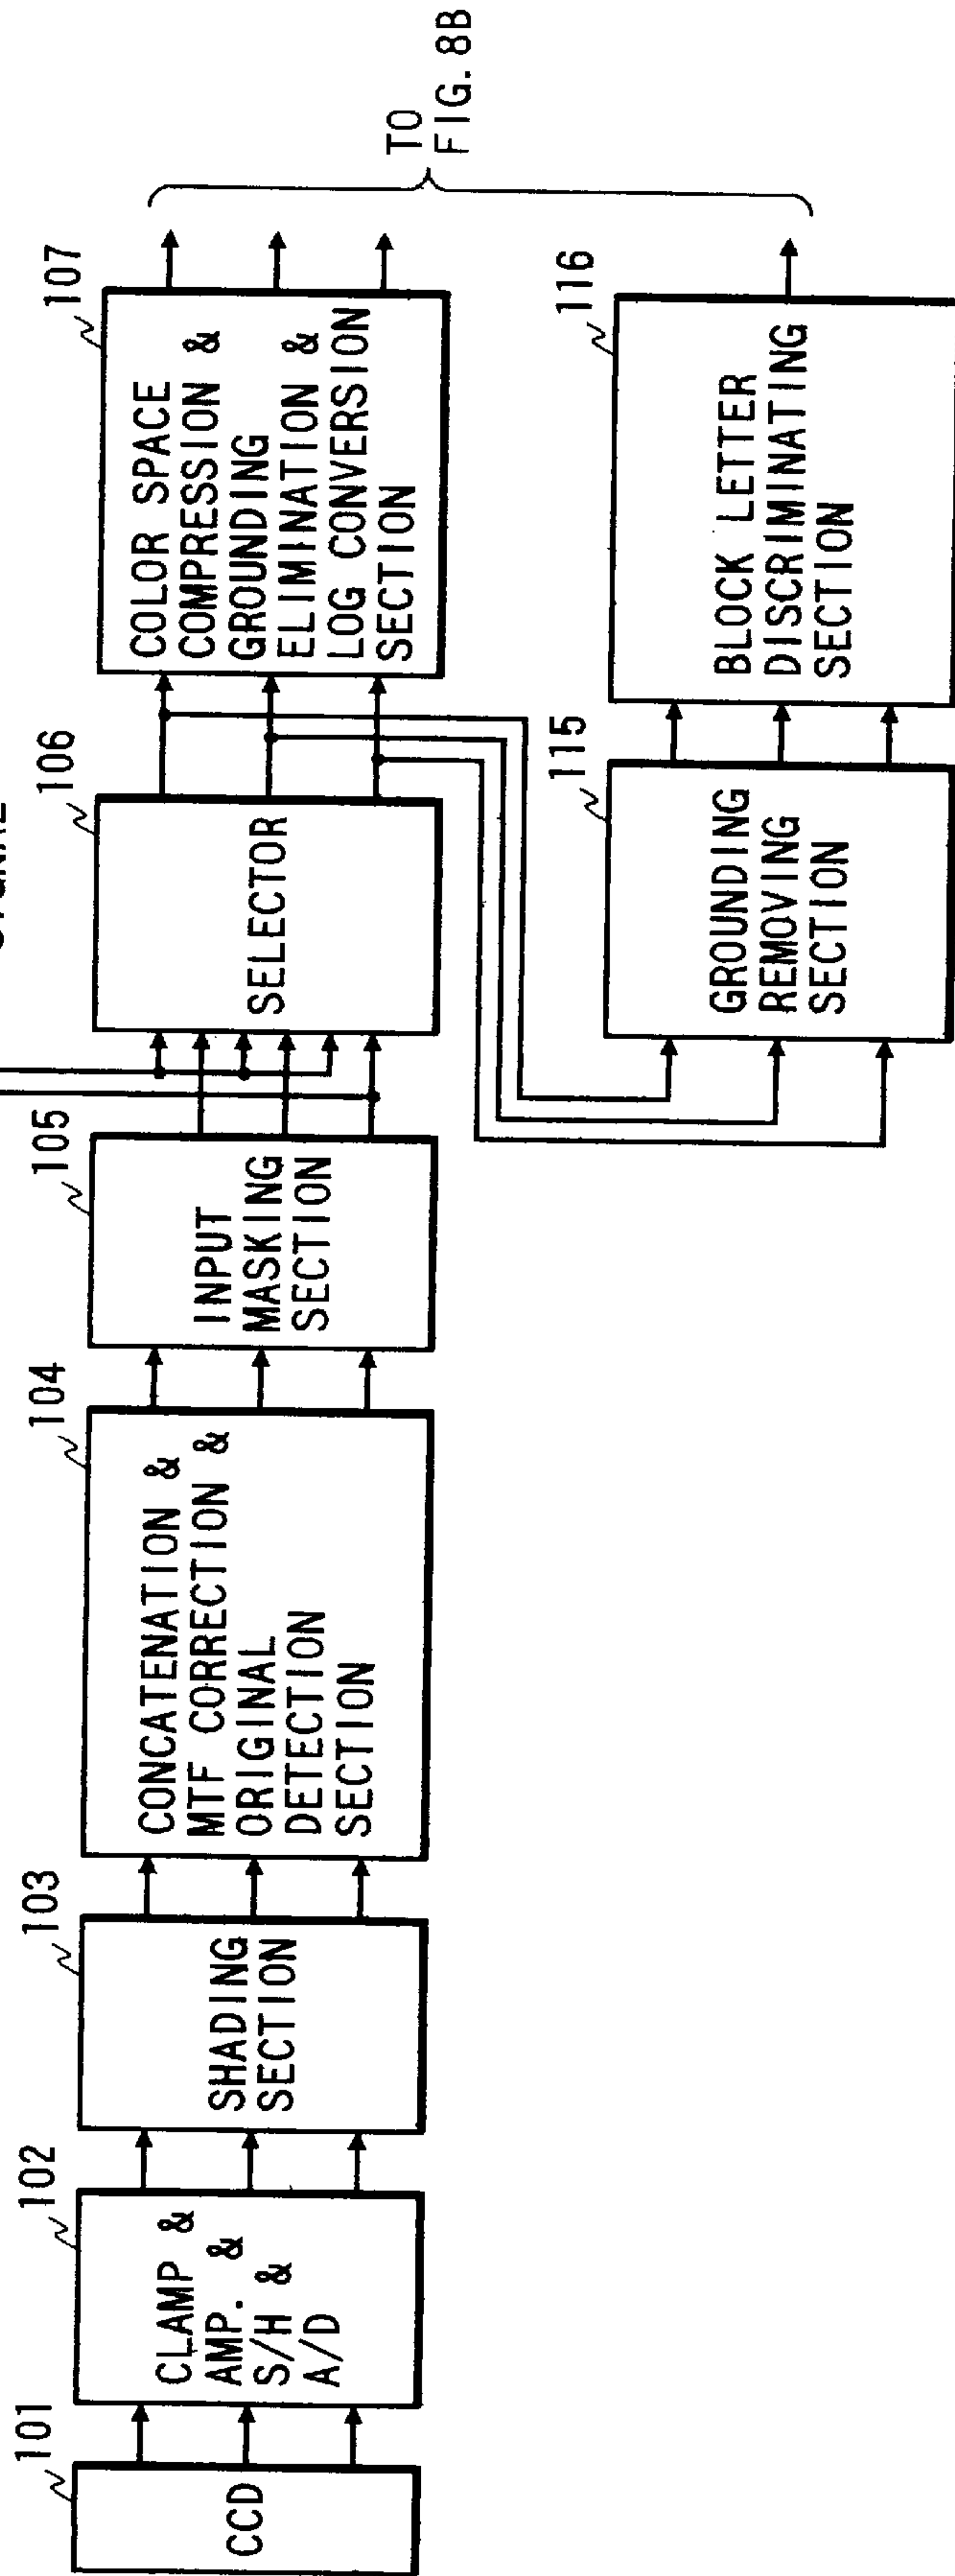 101
CCD
102
CLAMP &
AMP. &
S/H &
A/D
103
SHADING
SECTION
104
CONCATENATION &
MTF CORRECTION &
ORIGINAL
DETECTION
SECTION
105
INPUT
MASKING
SECTION
106
SELECTOR
107
COLOR SPACE
COMPRESSION &
GROUNDING
ELIMINATION &
LOG CONVERSION
SECTION
TO
FIG. 8B
115
GROUNDING
REMOVING
SECTION
116
BLOCK LETTER
DISCRIMINATING
SECTION